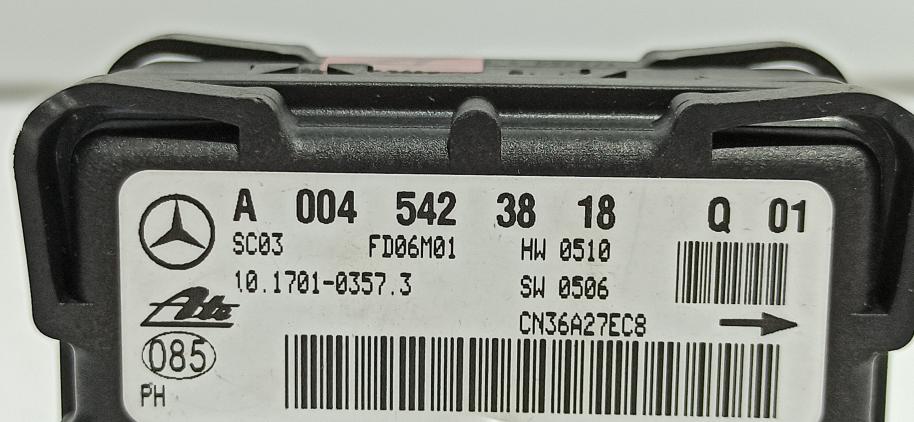 A 004 542 38 18 Q 01
SC03 FD06M01 HW 0510
10.1701-0357.3 SW 0506
Ate CN36A27EC8
085
PH